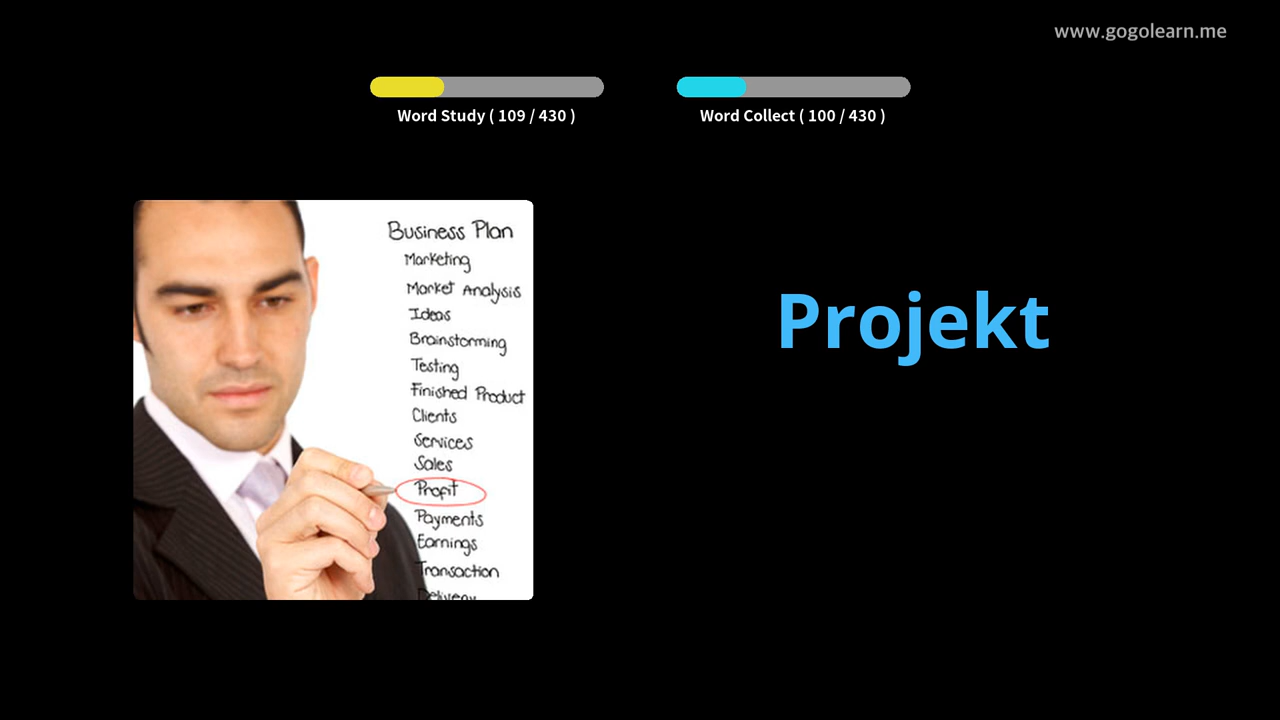 www.gogolearn.me
Word Study ( 109 / 430 )
Word Collect ( 100 / 430 )
Business Plan
Marketing
Market Analysis
Ideas
Brainstorming
Testing
Finished Product
Clients
Services
Sales
Profit
Payments
Earnings
Transaction
Delivery
Projekt